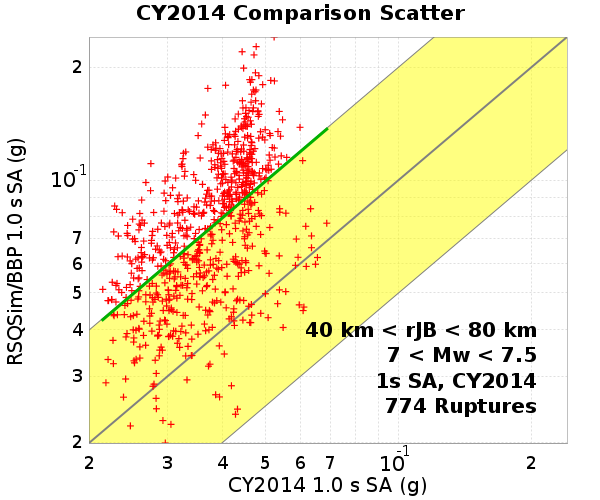 CY2014 Comparison Scatter
RSQSim/BBP 1.0 s SA (g)
2
10⁻¹
7
6
5
4
3
2
40 km < rJB < 80 km
7 < Mw < 7.5
1s SA, CY2014
774 Ruptures
2 3 4 5 6 7 10⁻¹ 2
CY2014 1.0 s SA (g)